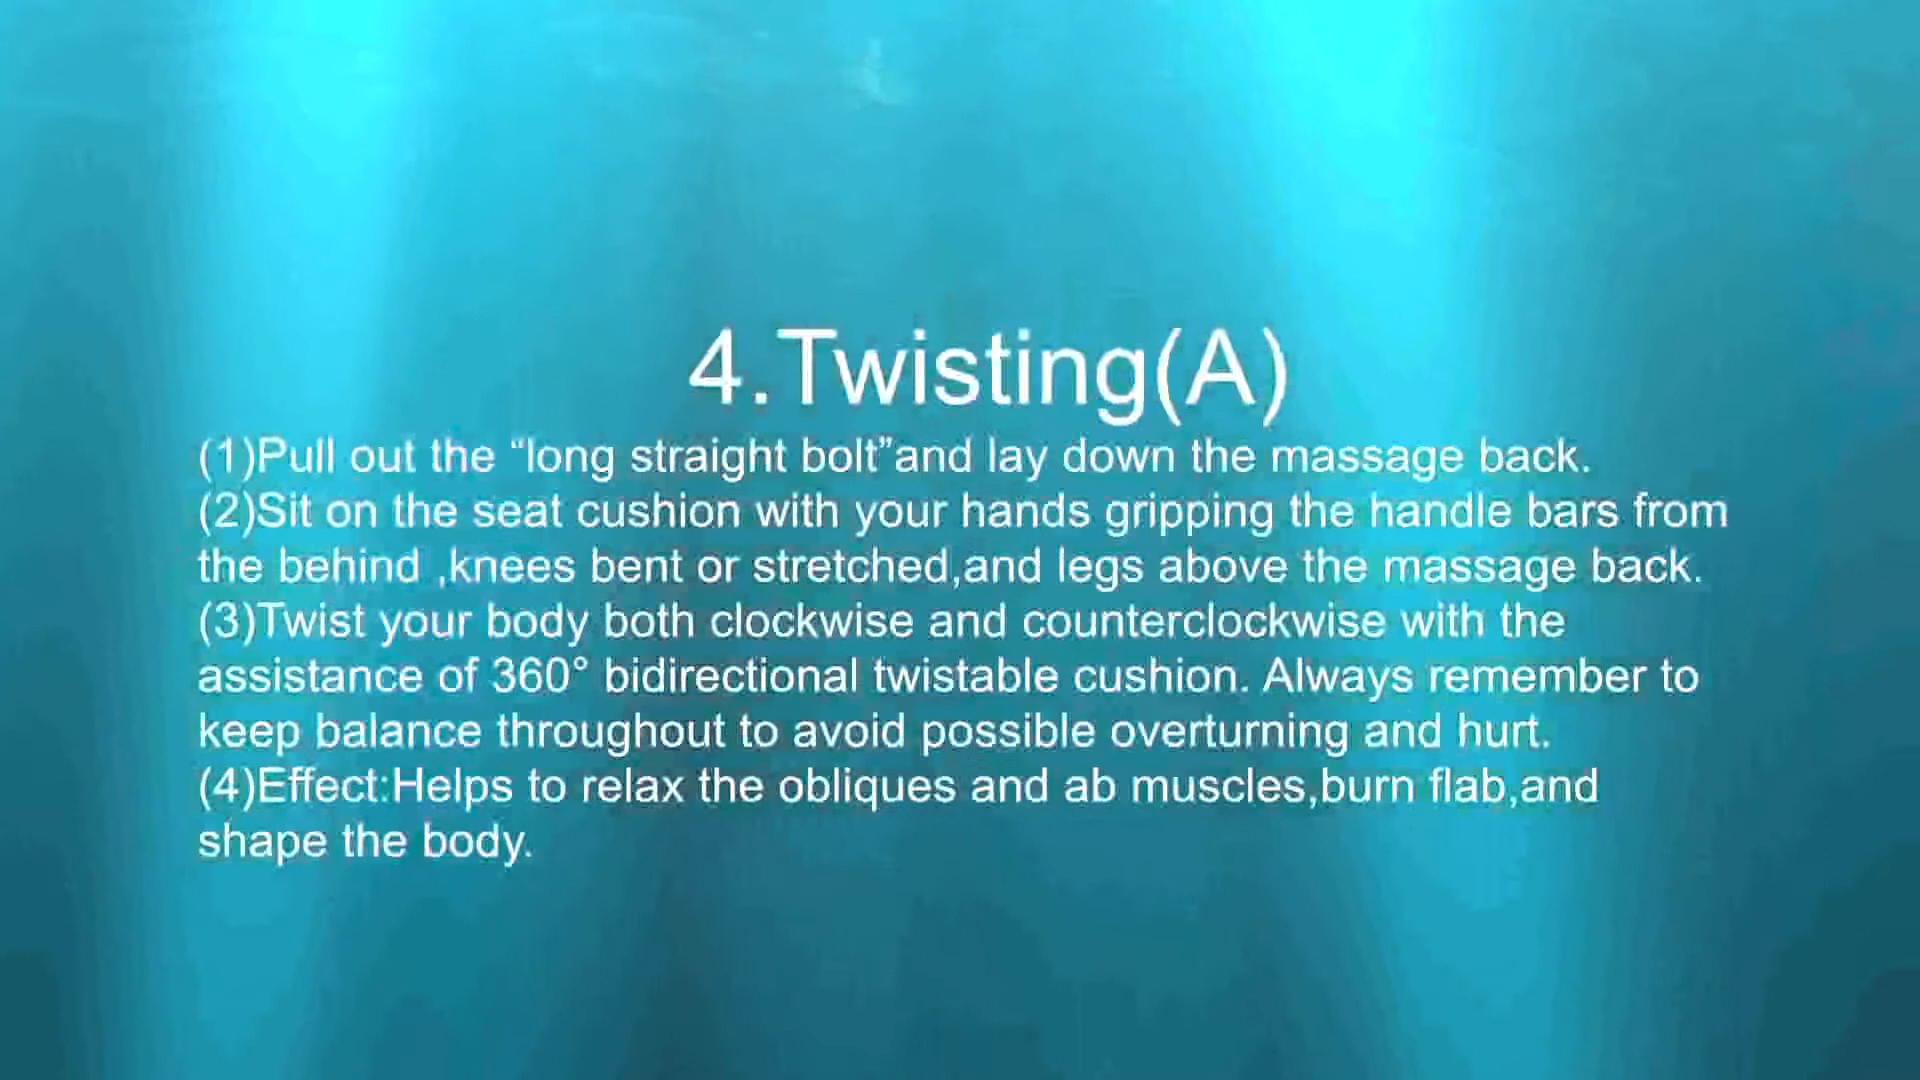 4.Twisting(A)
(1)Pull out the “long straight bolt”and lay down the massage back.
(2)Sit on the seat cushion with your hands gripping the handle bars from
the behind ,knees bent or stretched,and legs above the massage back.
(3)Twist your body both clockwise and counterclockwise with the
assistance of 360° bidirectional twistable cushion. Always remember to
keep balance throughout to avoid possible overturning and hurt.
(4)Effect:Helps to relax the obliques and ab muscles,burn flab,and
shape the body.